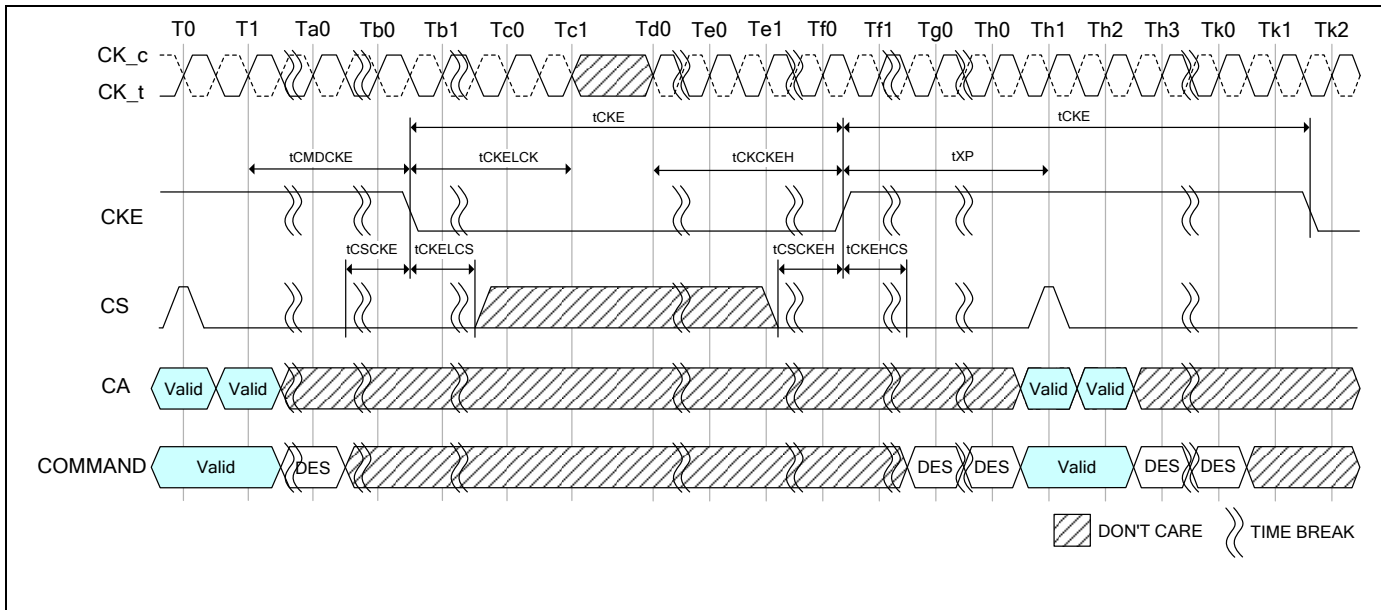 T0 T1 Ta0 Tb0 Tb1 Tc0 Tc1 Td0 Te0 Te1 Tf0 Tf1 Tg0 Th0 Th1 Th2 Th3 Tk0 Tk1 Tk2
CK_c
CK_t
tCKE tCKE
tCMDCKE tCKELCK tCKCKEH tXP
CKE
tCSCKE tCKELCS tCSCKEH tCKEHCS
CS
CA Valid Valid Valid Valid
COMMAND Valid DES DES DES Valid DES DES
DON'T CARE TIME BREAK